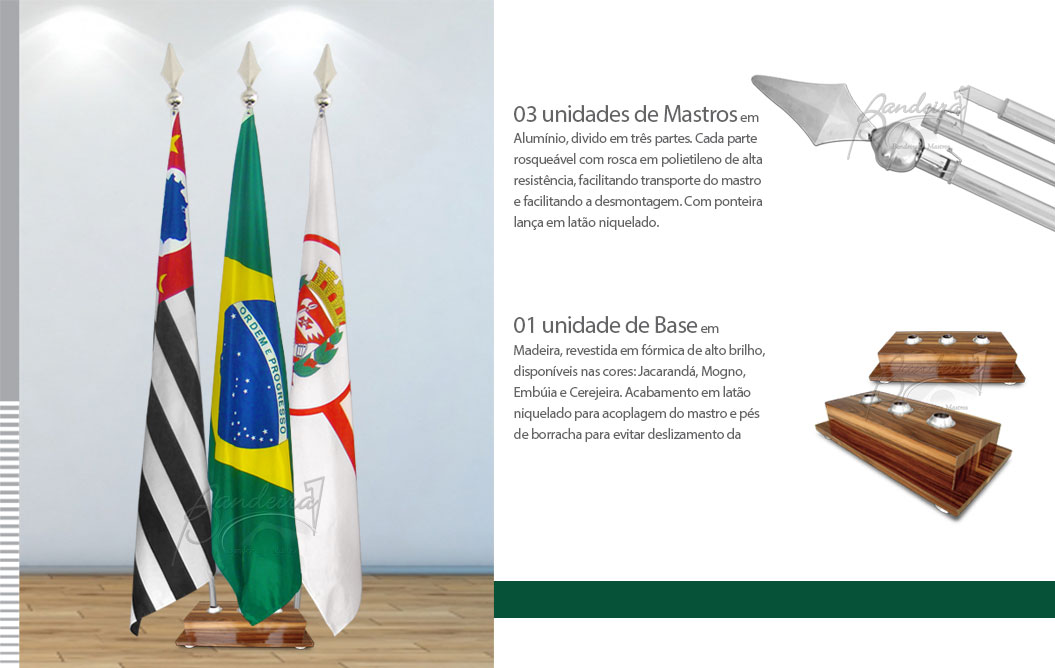 03 unidades de Mastros em
Alumínio, divido em três partes. Cada parte
rosqueável com rosca em polietileno de alta
resistência, facilitando transporte do mastro
e facilitando a desmontagem. Com ponteira
lança em latão niquelado.
01 unidade de Base em
Madeira, revestida em fórmica de alto brilho,
disponíveis nas cores: Jacarandá, Mogno,
Embúia e Cerejeira. Acabamento em latão
niquelado para acoplagem do mastro e pés
de borracha para evitar deslizamento da
ORDEM E PROGRESSO
Bandeira
Bandeira